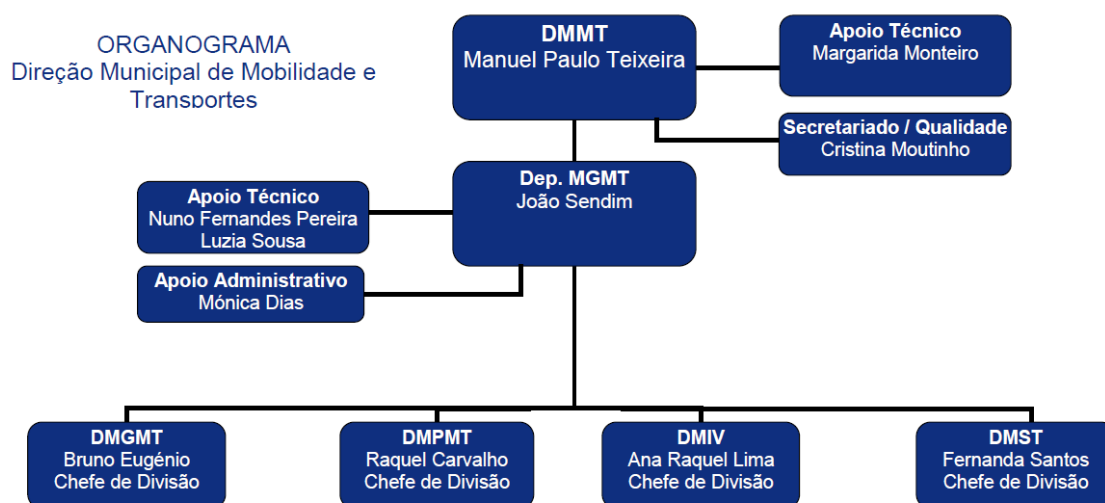 ORGANOGRAMA
Direção Municipal de Mobilidade e
Transportes
DMMT
Manuel Paulo Teixeira
Apoio Técnico
Margarida Monteiro
Secretariado / Qualidade
Cristina Moutinho
Dep. MGMT
João Sendim
Apoio Técnico
Nuno Fernandes Pereira
Luzia Sousa
Apoio Administrativo
Mónica Dias
DMGMT
Bruno Eugénio
Chefe de Divisão
DMPMT
Raquel Carvalho
Chefe de Divisão
DMIV
Ana Raquel Lima
Chefe de Divisão
DMST
Fernanda Santos
Chefe de Divisão